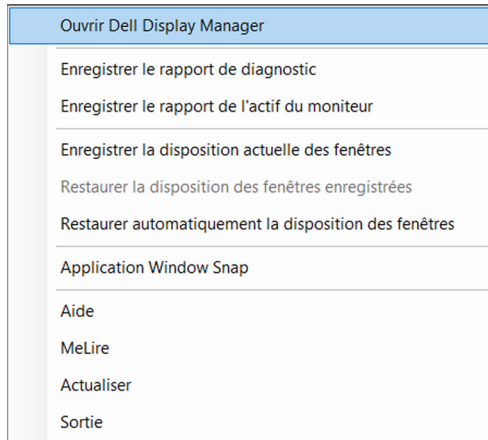 Ouvrir Dell Display Manager
Enregistrer le rapport de diagnostic
Enregistrer le rapport de l'actif du moniteur
Enregistrer la disposition actuelle des fenêtres
Restaurer la disposition des fenêtres enregistrées
Restaurer automatiquement la disposition des fenêtres
Application Window Snap
Aide
MeLire
Actualiser
Sortie